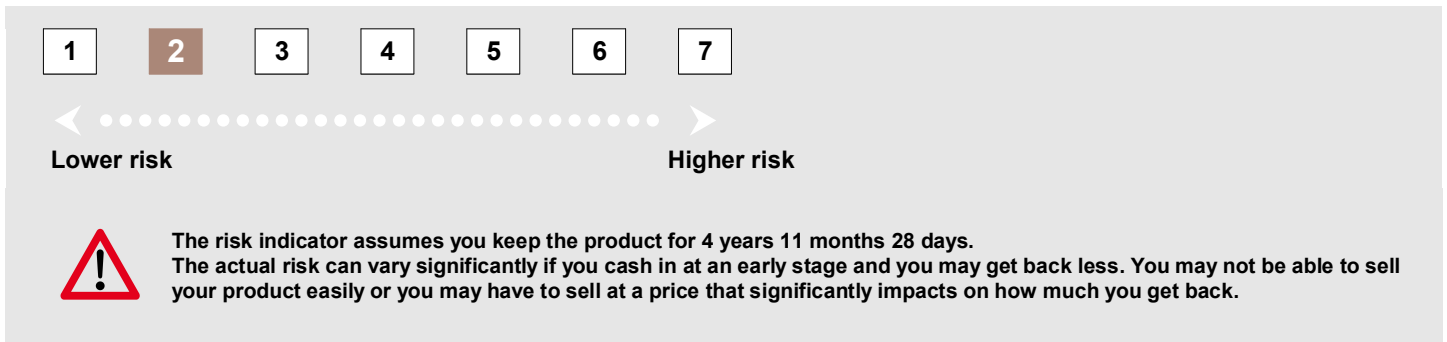 1 2 3 4 5 6 7
Lower risk Higher risk
The risk indicator assumes you keep the product for 4 years 11 months 28 days.
The actual risk can vary significantly if you cash in at an early stage and you may get back less. You may not be able to sell
your product easily or you may have to sell at a price that significantly impacts on how much you get back.